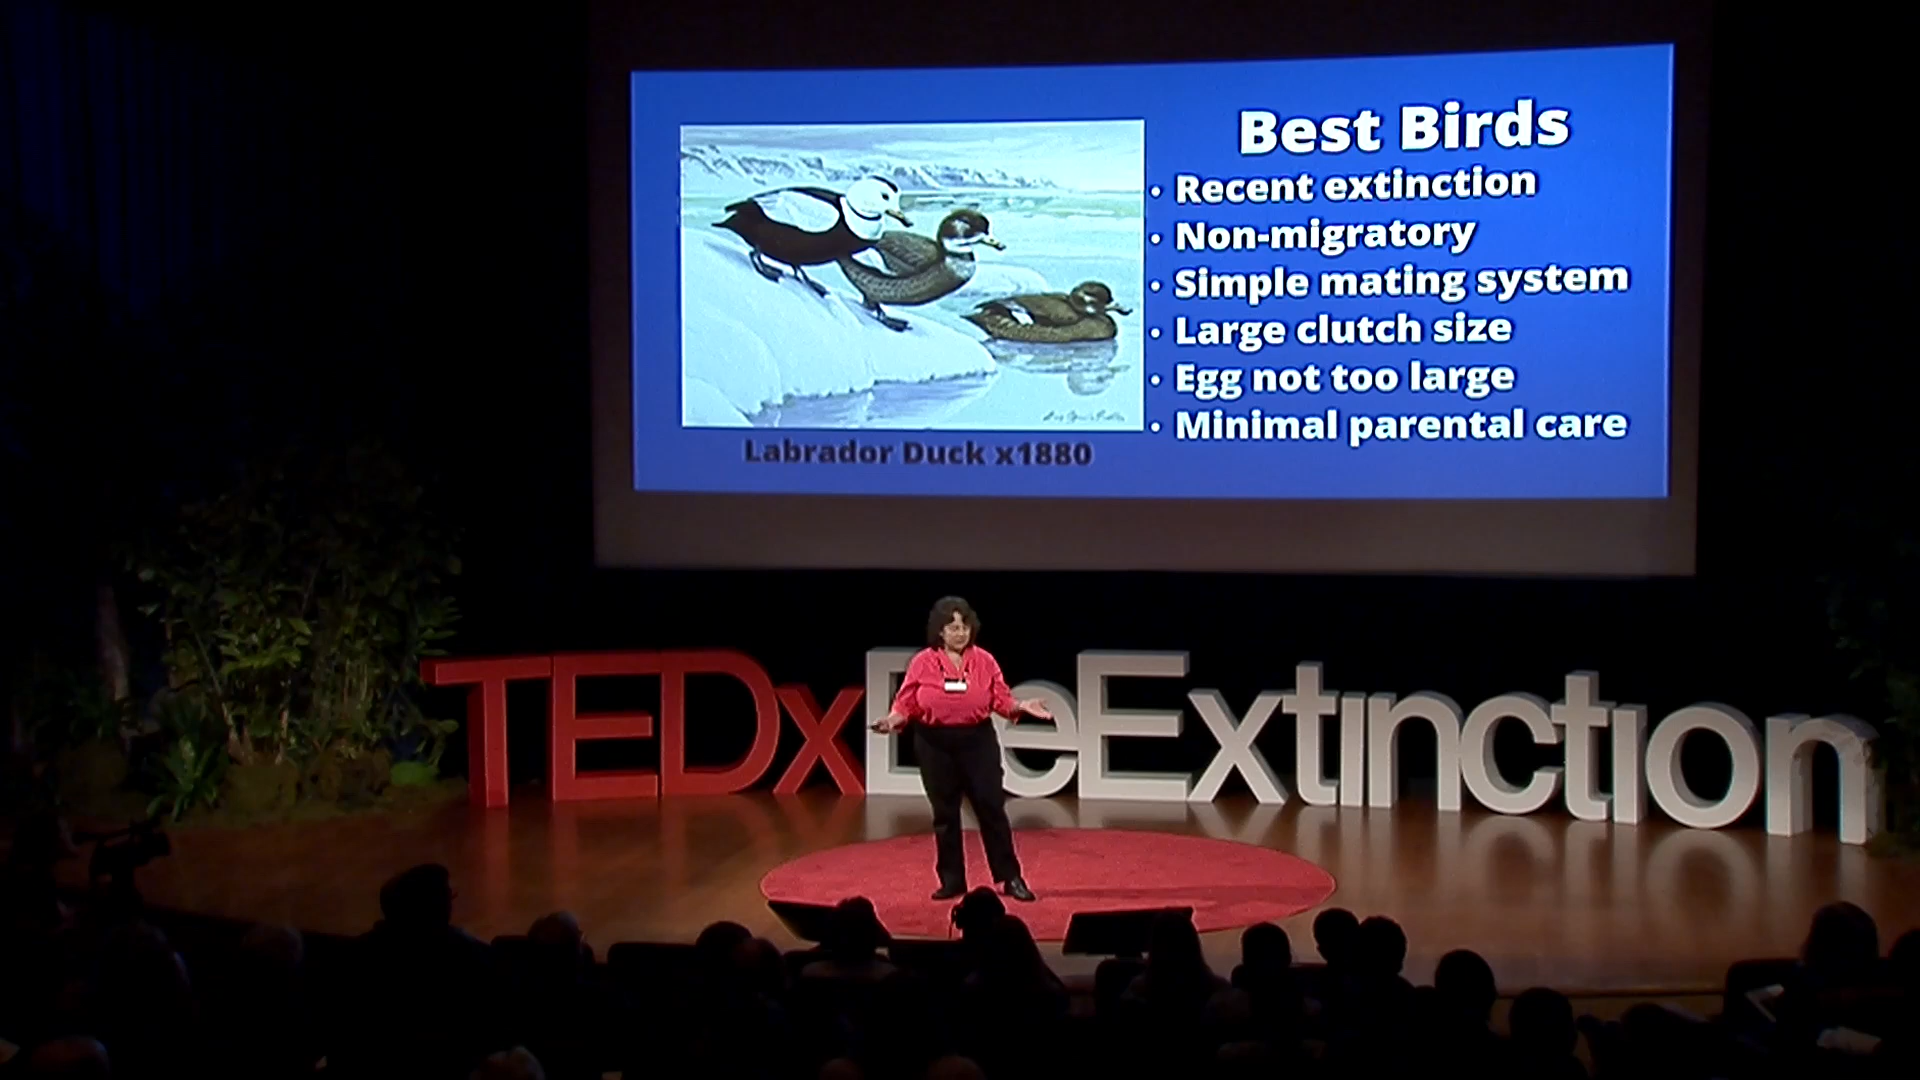 Best Birds
• Recent extinction
• Non-migratory
• Simple mating system
• Large clutch size
• Egg not too large
• Minimal parental care
Labrador Duck x1880
TEDxDeExtinction